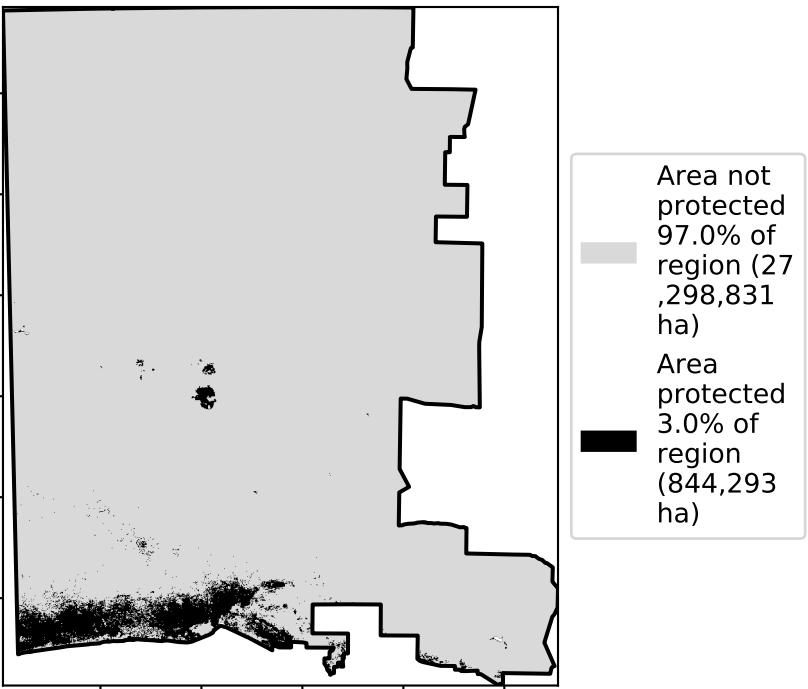 Area not
protected
97.0% of
region (27
,298,831
ha)
Area
protected
3.0% of
region
(844,293
ha)